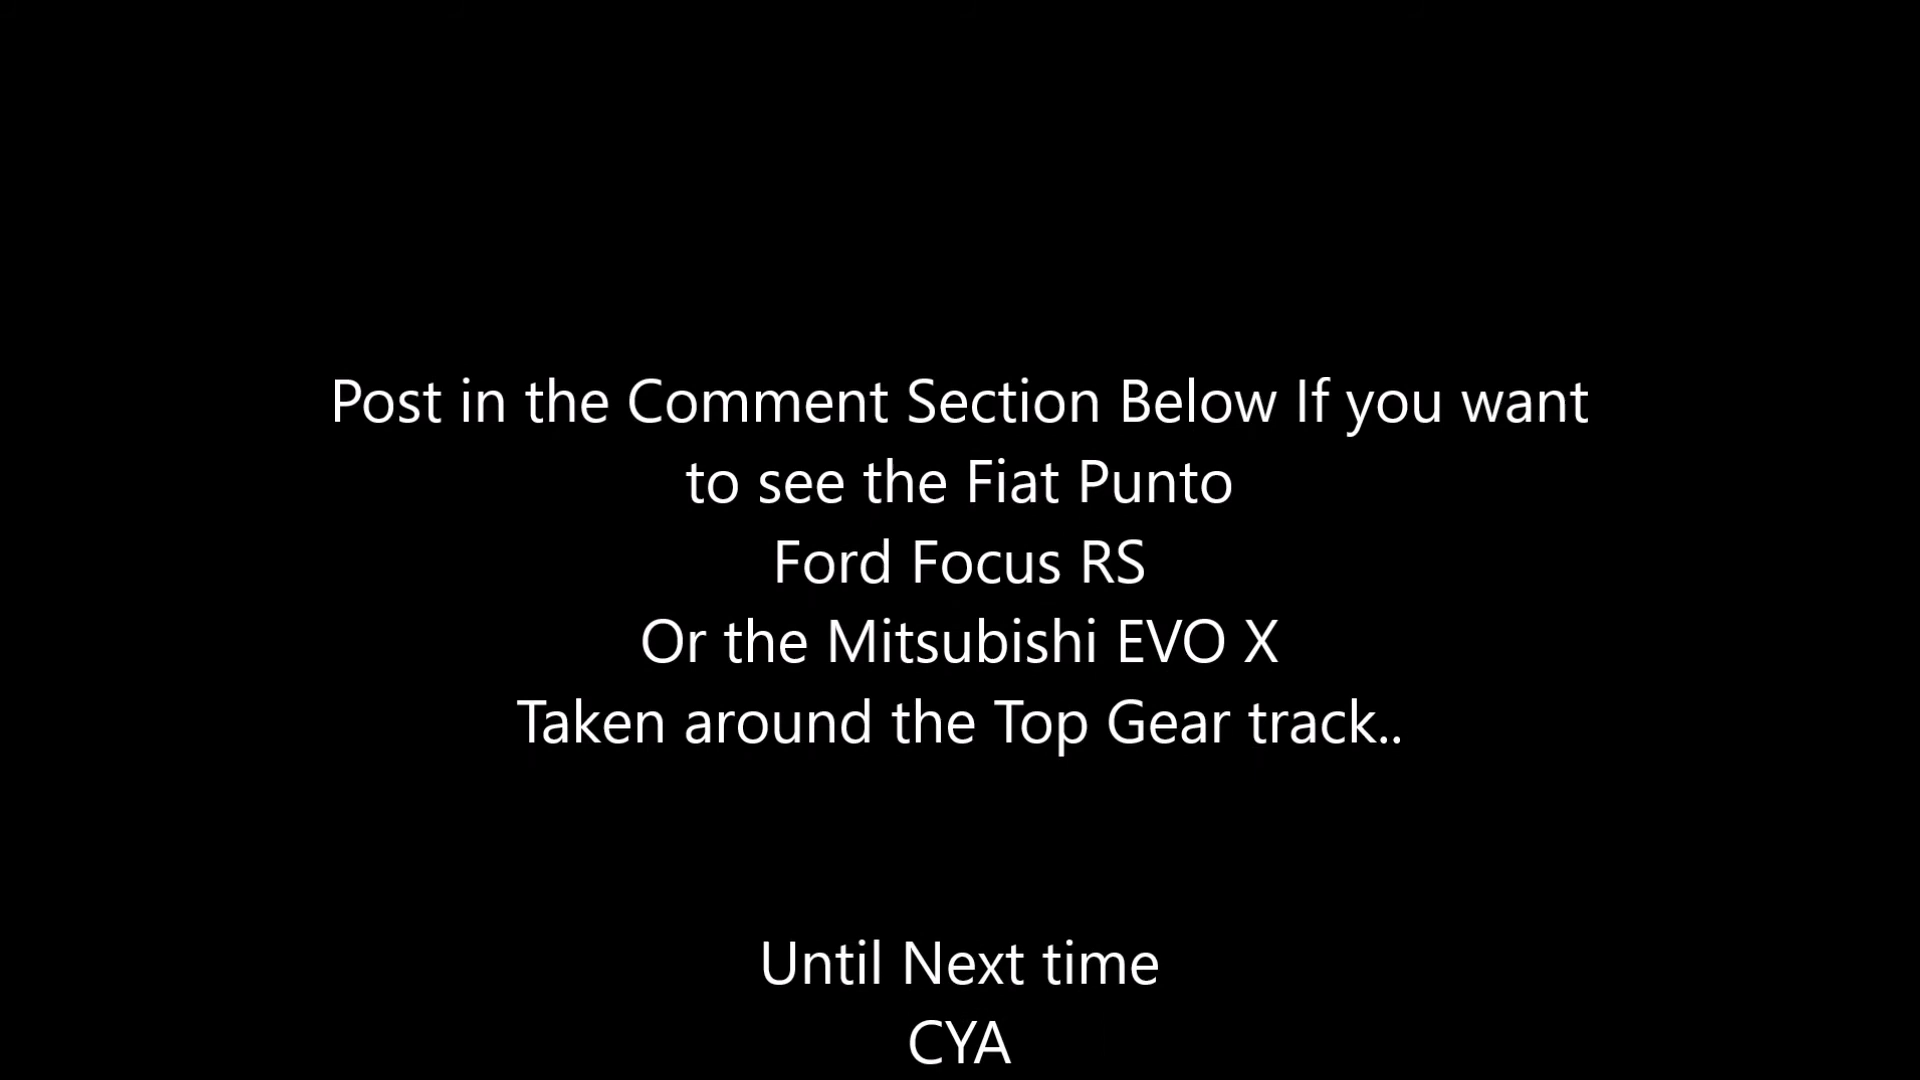 Post in the Comment Section Below If you want
to see the Fiat Punto
Ford Focus RS
Or the Mitsubishi EVO X
Taken around the Top Gear track..
Until Next time
CYA